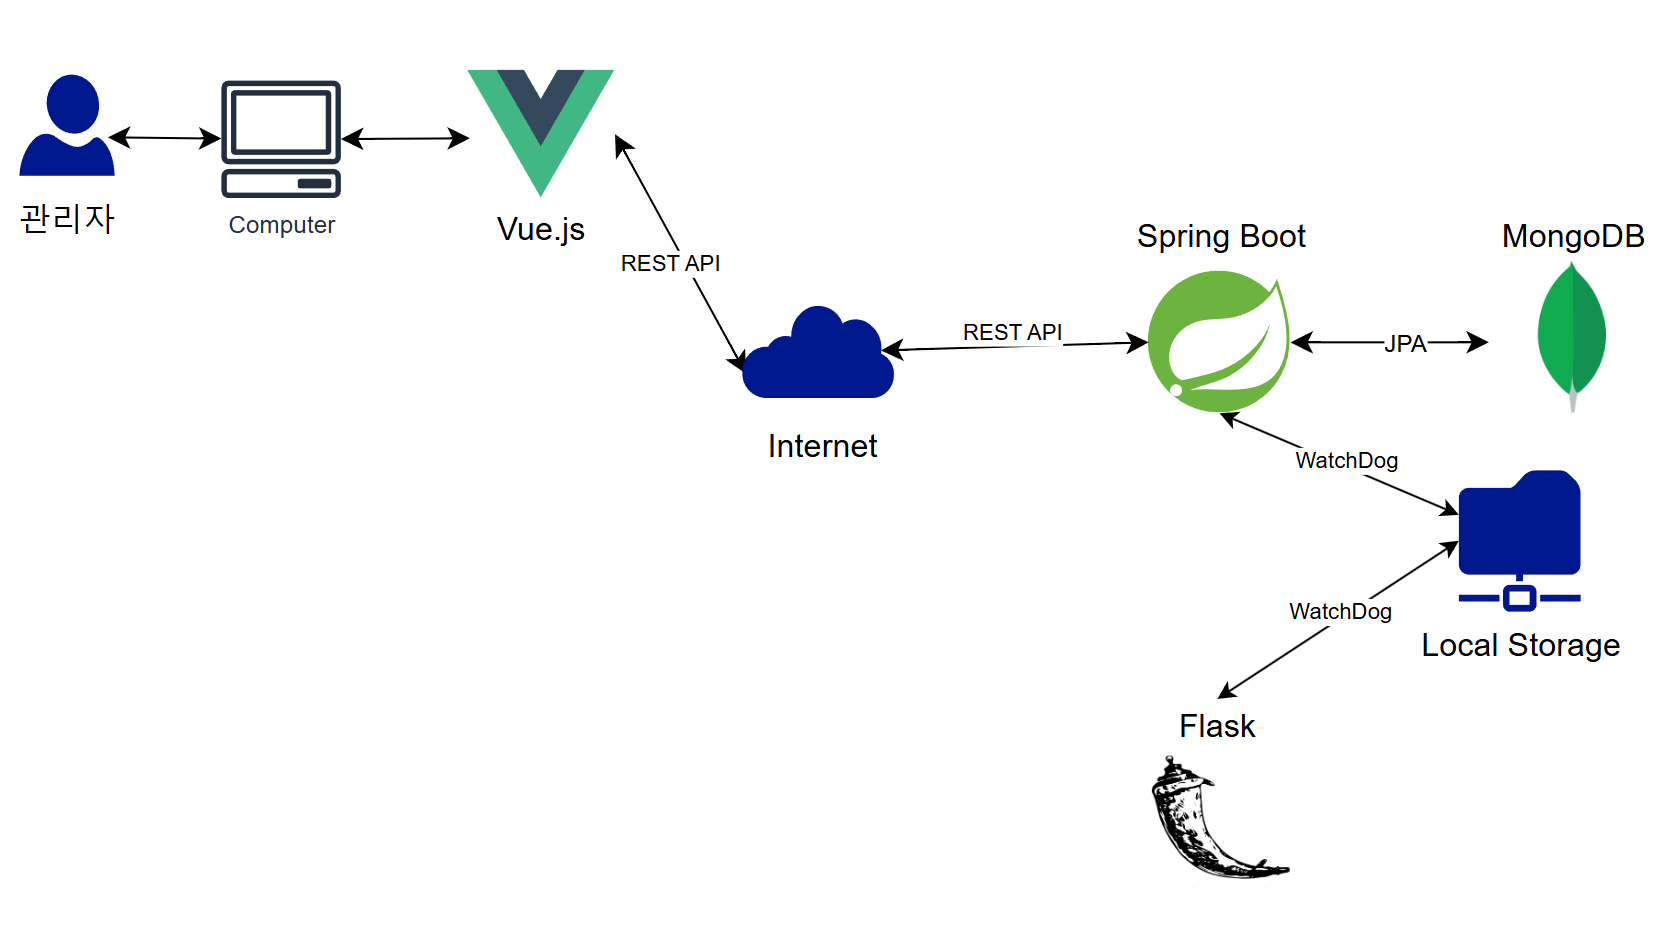 관리자
Computer
Vue.js
REST API
Internet
REST API
Spring Boot
JPA
MongoDB
WatchDog
Local Storage
WatchDog
Flask